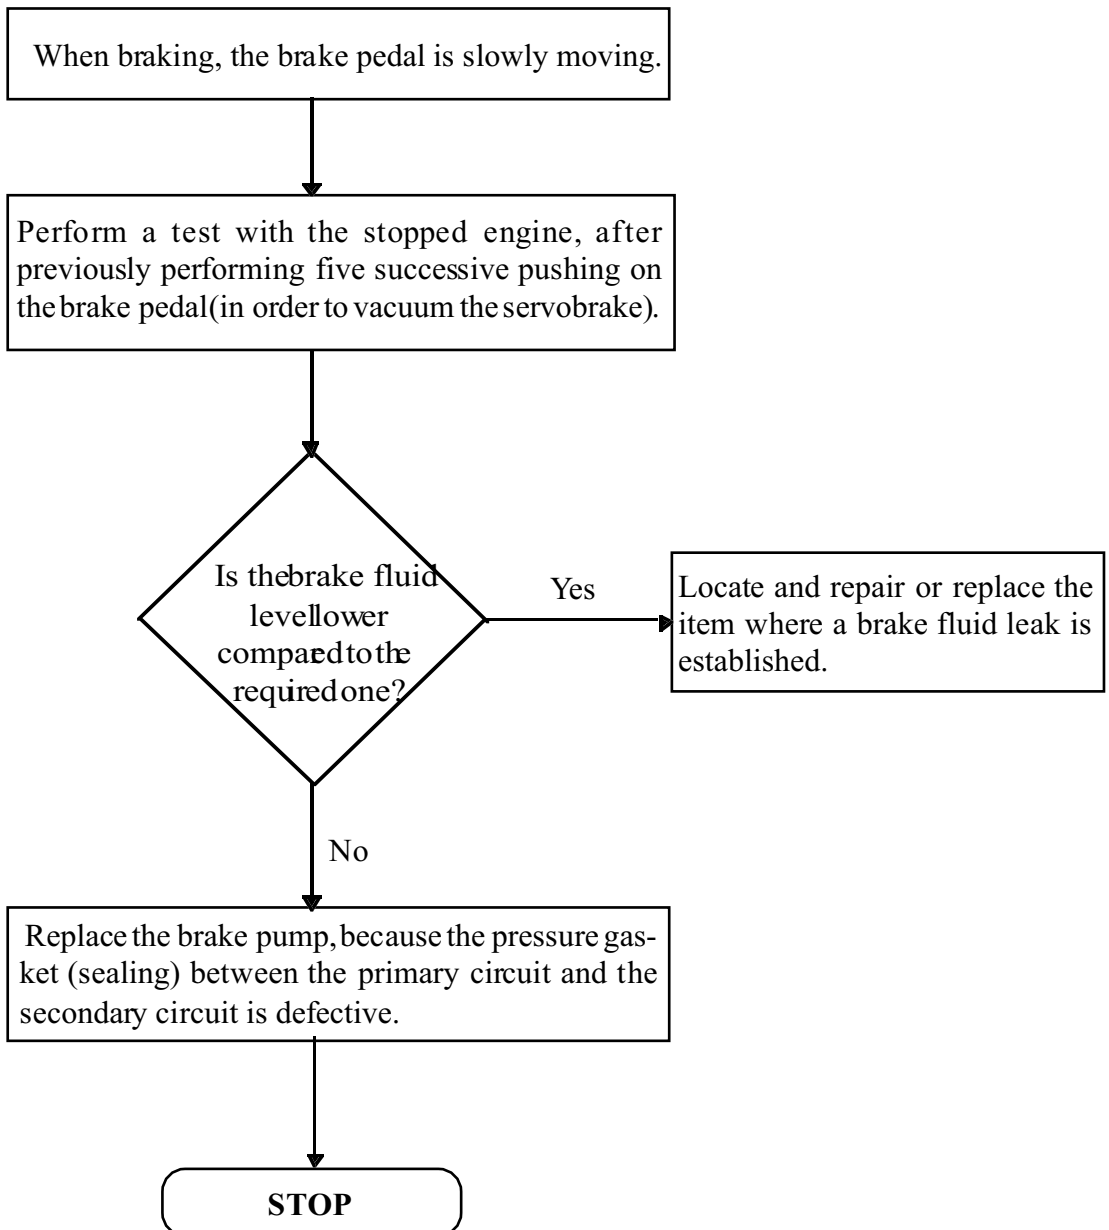 When braking, the brake pedal is slowly moving.
Perform a test with the stopped engine, after
previously performing five successive pushing on
the brake pedal (in order to vacuum the servobrake).
Is the brake fluid
level lower
compared to the
required one?
Yes
Locate and repair or replace the
item where a brake fluid leak is
established.
No
Replace the brake pump, because the pressure gas-
ket (sealing) between the primary circuit and the
secondary circuit is defective.
STOP